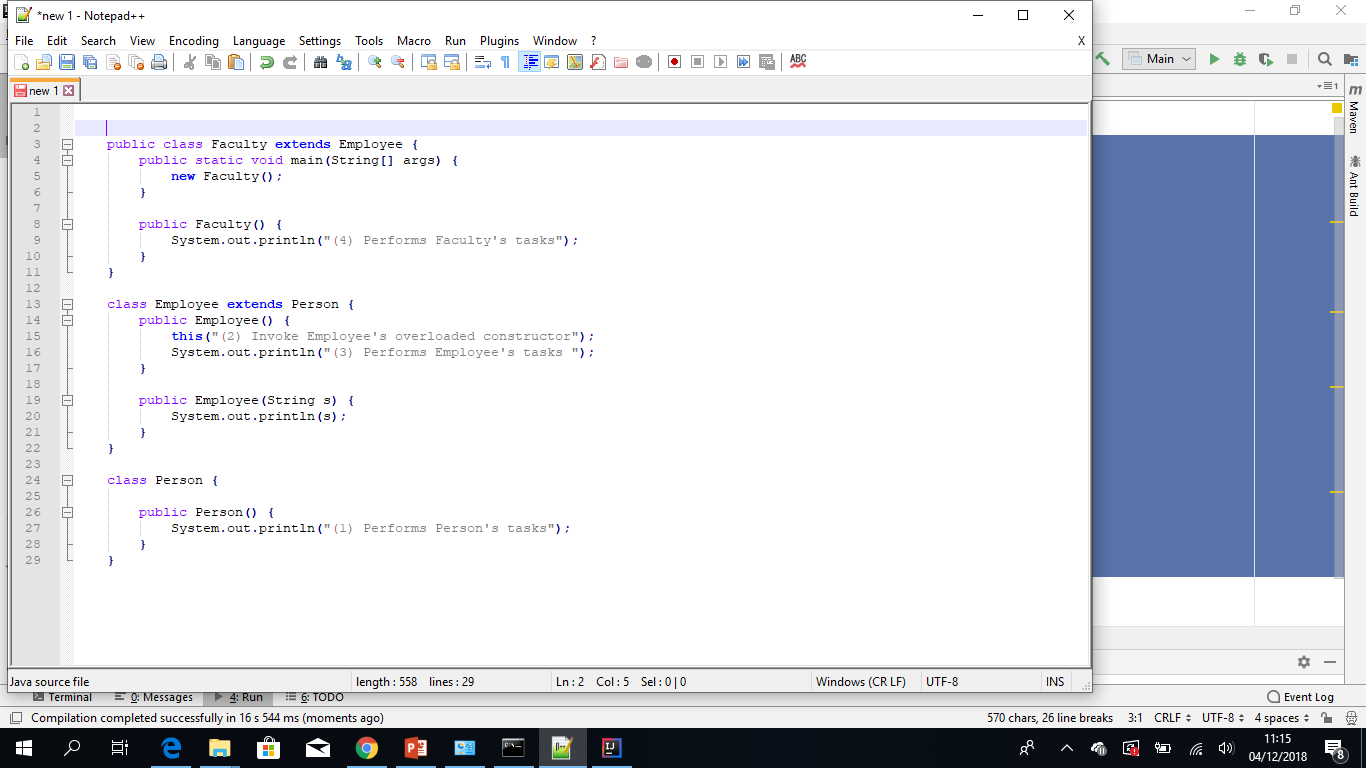 *new 1 - Notepad++
File Edit Search View Encoding Language Settings Tools Macro Run Plugins Window ? X
ABC
Main
new 1
1
1
2
3 public class Faculty extends Employee {
4 public static void main(String[] args) {
5 new Faculty();
6 }
7
8 public Faculty() {
9 System.out.println("(4) Performs Faculty's tasks");
10 }
11 }
12
13 class Employee extends Person {
14 public Employee() {
15 this("(2) Invoke Employee's overloaded constructor");
16 System.out.println("(3) Performs Employee's tasks ");
17 }
18
19 public Employee(String s) {
20 System.out.println(s);
21 }
22 }
23
24 class Person {
25
26 public Person() {
27 System.out.println("(1) Performs Person's tasks");
28 }
29 }
m
Maven
Ant Build
Java source file length : 558 lines : 29 Ln : 2 Col : 5 Sel : 0 | 0 Windows (CR LF) UTF-8 INS
Terminal 0: Messages 4: Run 6: TODO Event Log
Compilation completed successfully in 16 s 544 ms (moments ago) 570 chars, 26 line breaks 3:1 CRLF UTF-8 4 spaces
11:15
04/12/2018
8